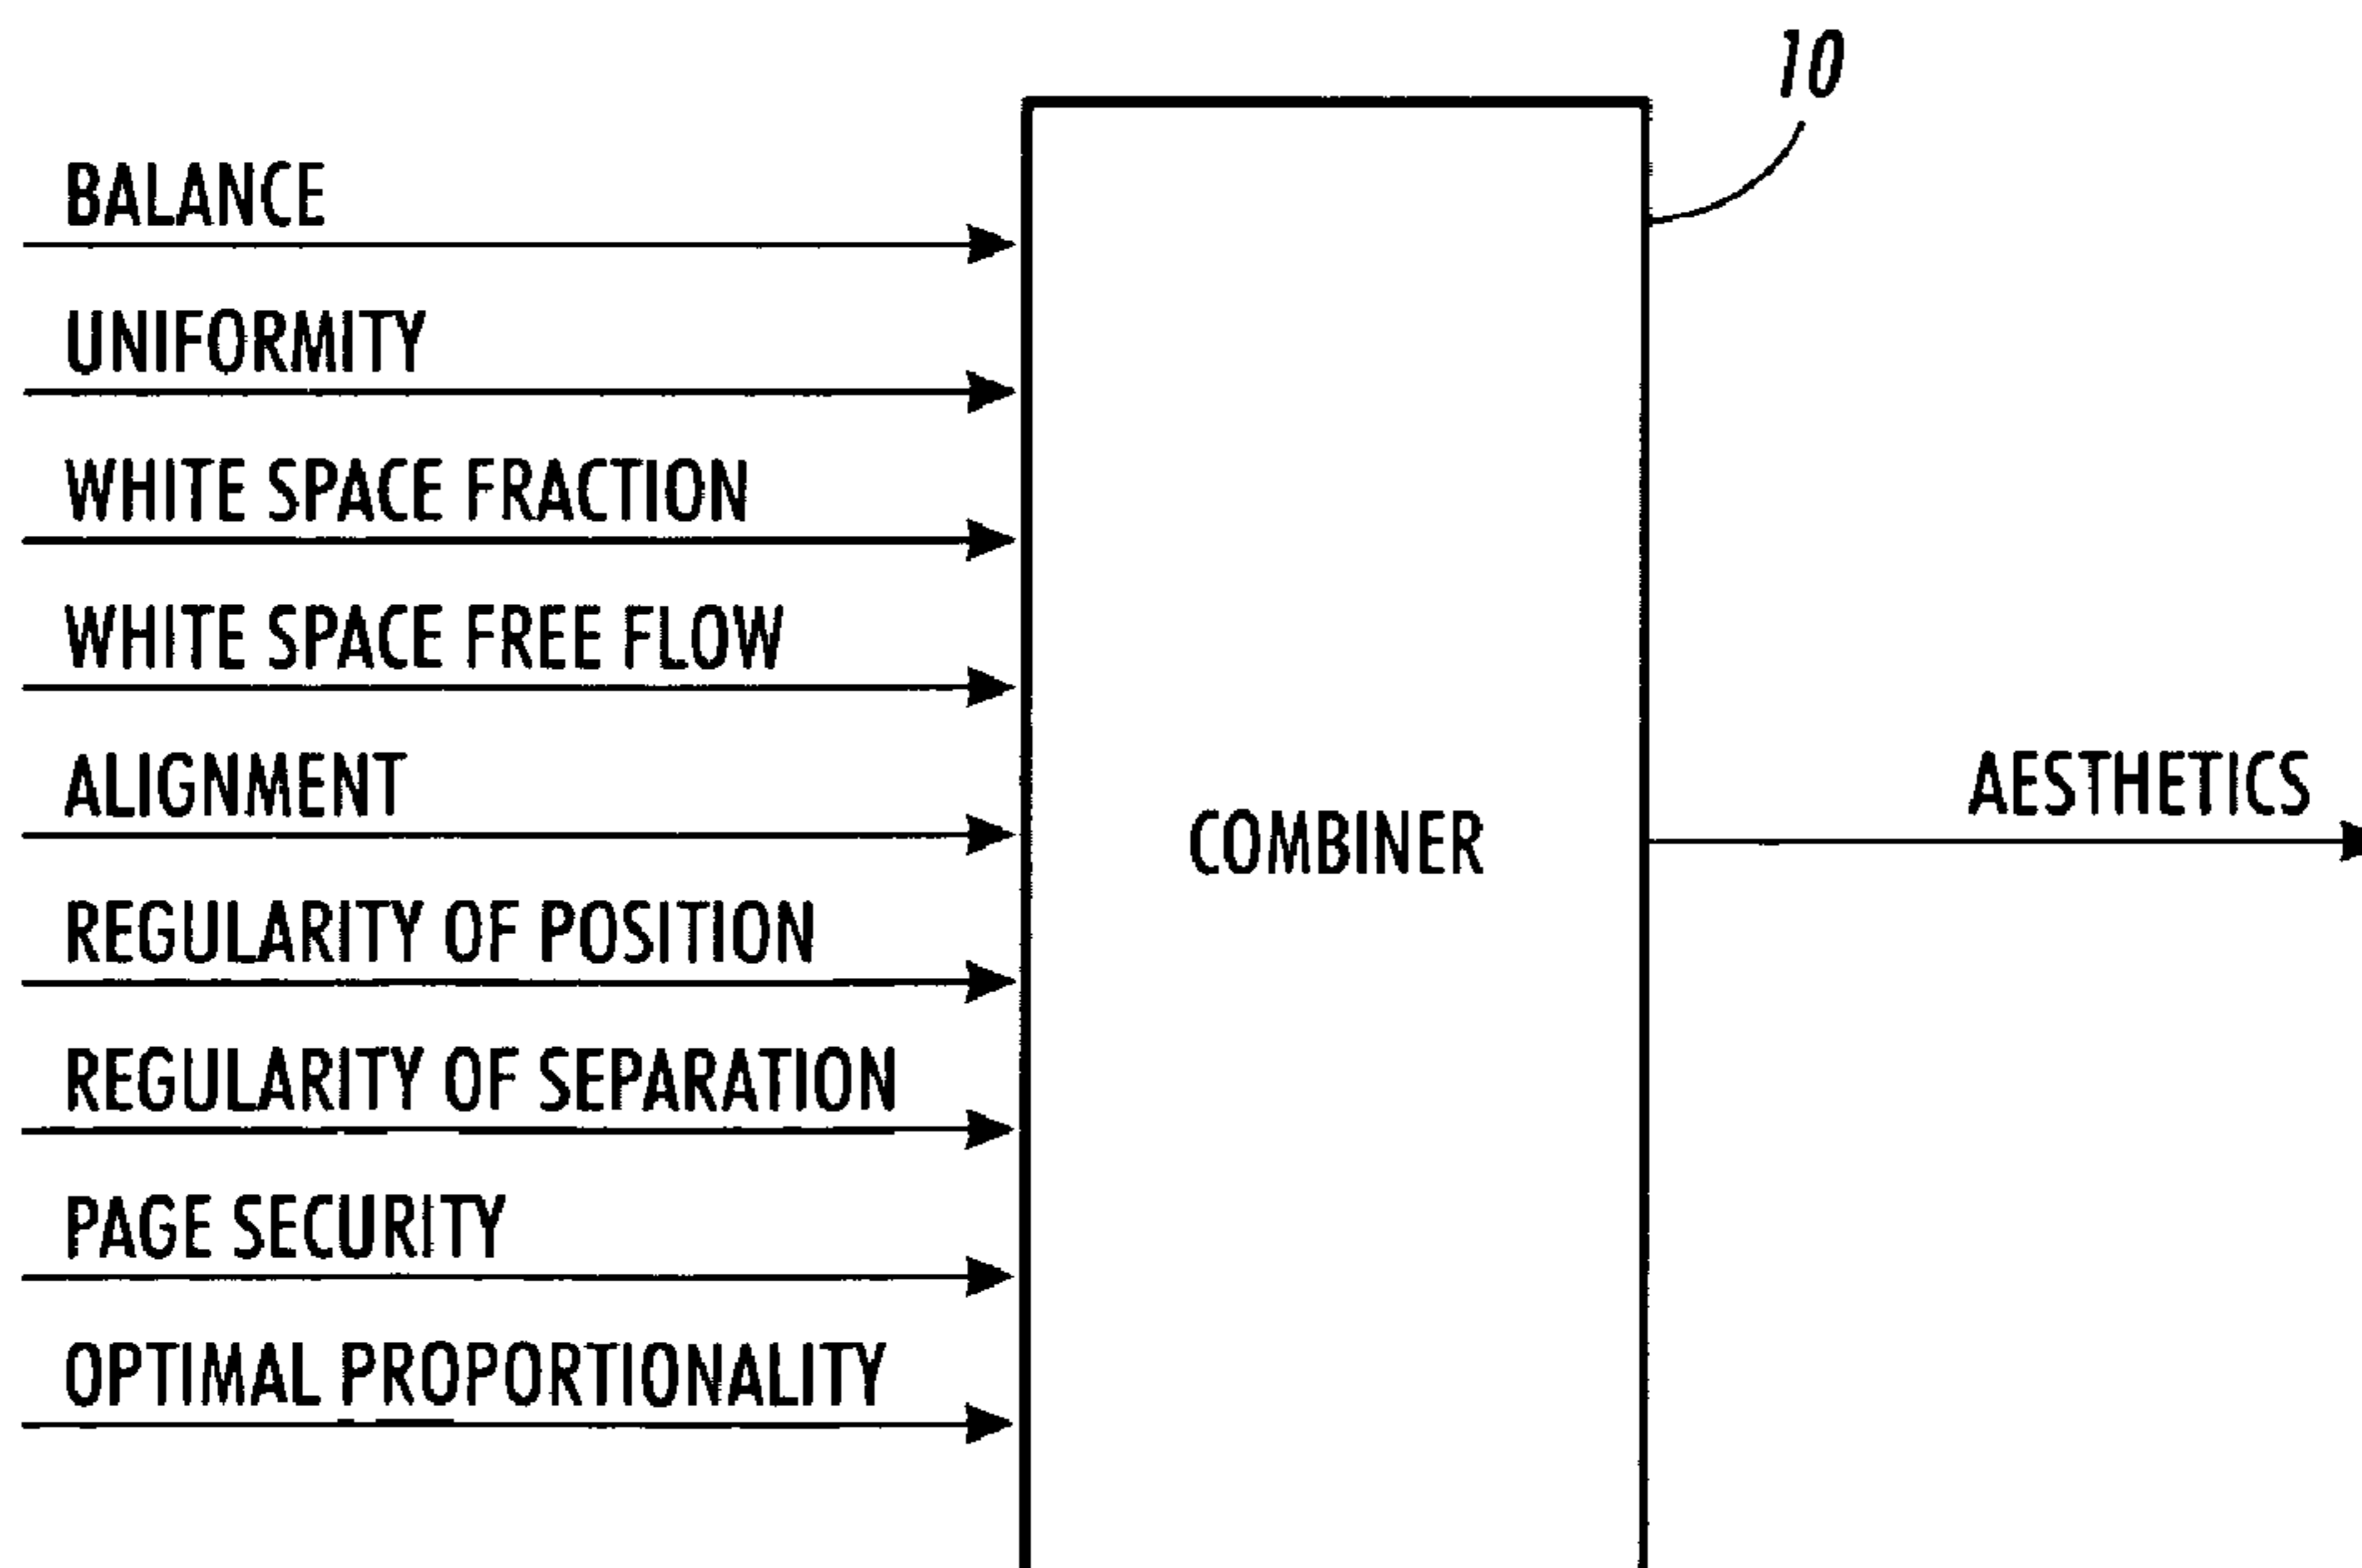 10
BALANCE
UNIFORMITY
WHITE SPACE FRACTION
WHITE SPACE FREE FLOW
ALIGNMENT
AESTHETICS
COMBINER
REGULARITY OF POSITION
REGULARITY OF SEPARATION
PAGE SECURITY
OPTIMAL PROPORTIONALITY